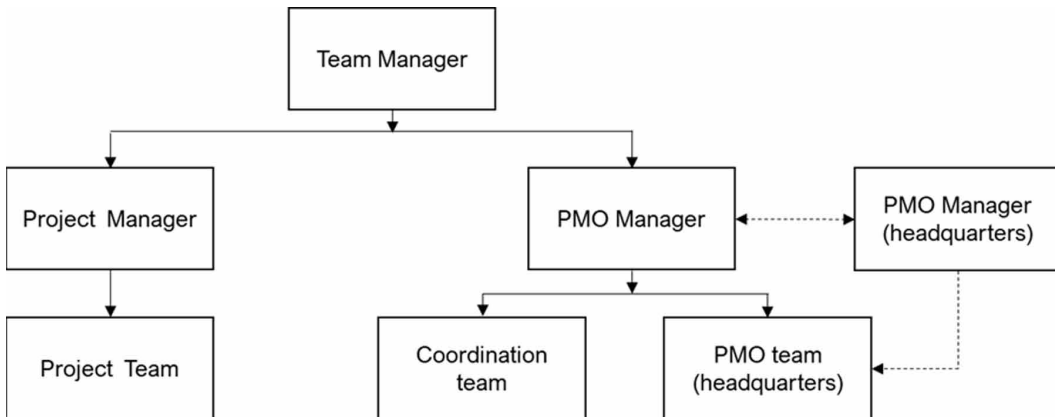 Team Manager
Project Manager
PMO Manager
PMO Manager
(headquarters)
Project Team
Coordination
team
PMO team
(headquarters)